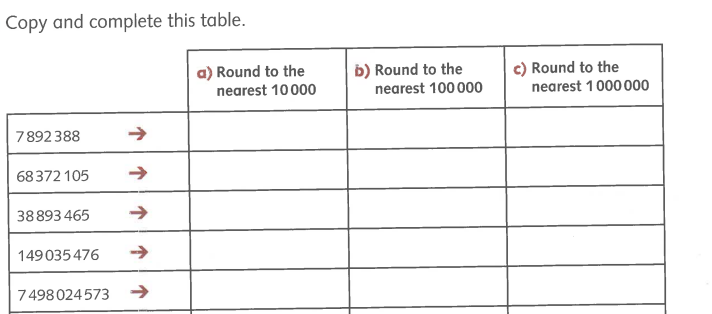 Copy and complete this table.
a) Round to the nearest 10 000
b) Round to the nearest 100 000
c) Round to the nearest 1 000 000
7 892 388 →
68 372 105 →
38 893 465 →
149 035 476 →
7 498 024 573 →